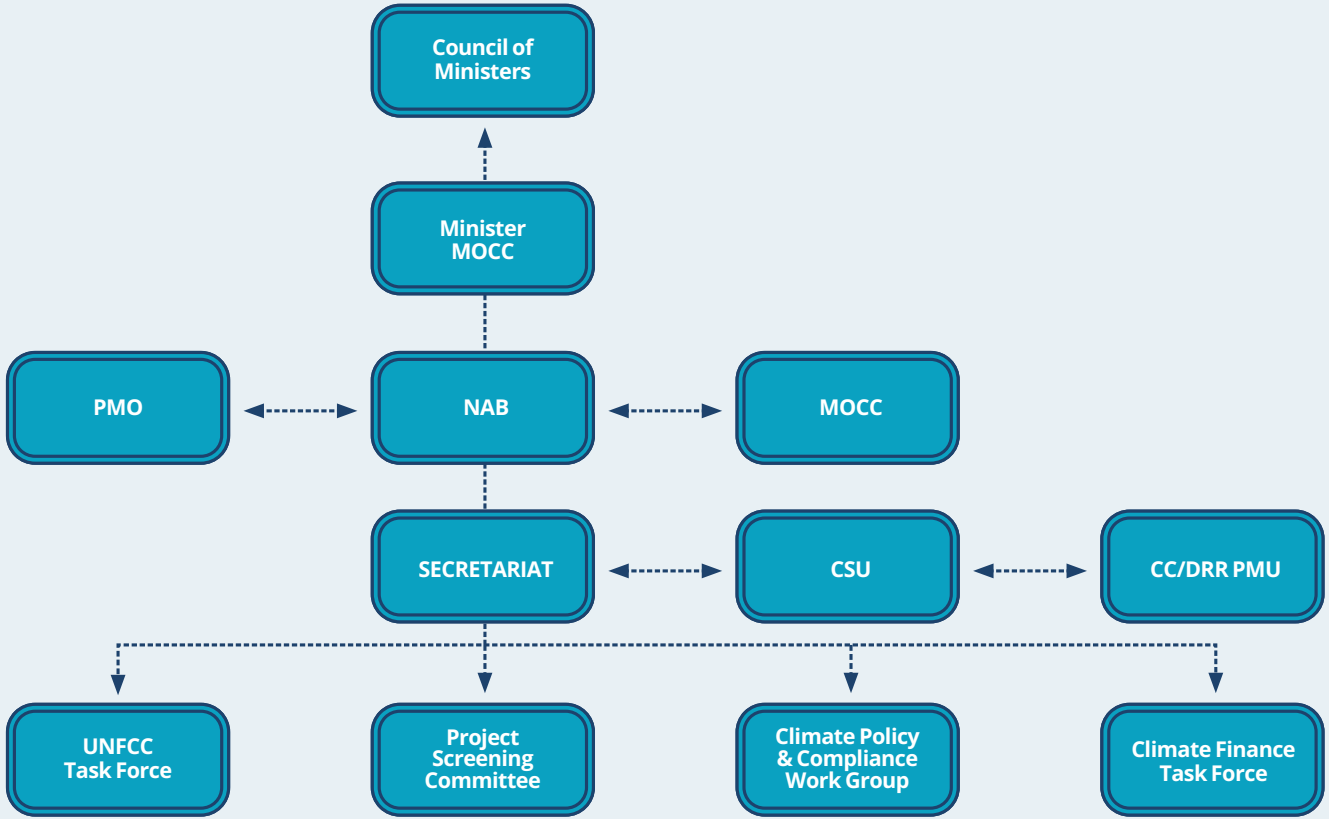 Council of
Ministers
Minister
MOCC
PMO
NAB
MOCC
SECRETARIAT
CSU
CC/DRR PMU
UNFCC
Task Force
Project
Screening
Committee
Climate Policy
& Compliance
Work Group
Climate Finance
Task Force